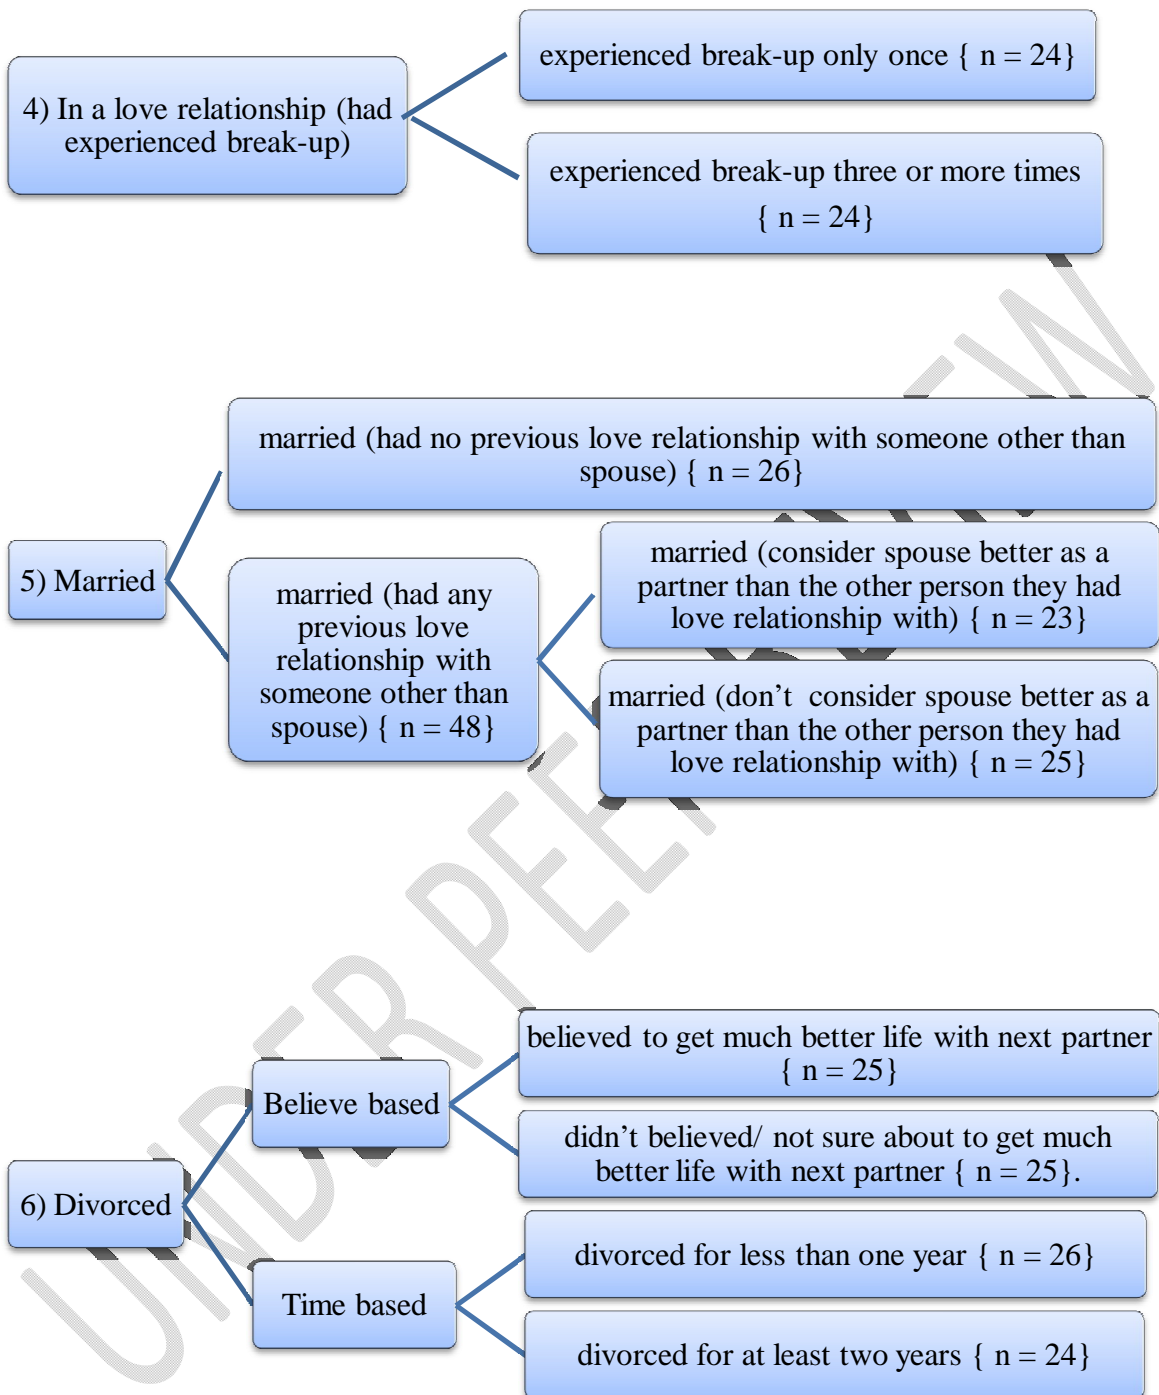 experienced break-up only once { n = 24}
4) In a love relationship (had
experienced break-up)
experienced break-up three or more times
{ n = 24}
married (had no previous love relationship with someone other than
spouse) { n = 26}
5) Married
married (had any
previous love
relationship with
someone other than
spouse) { n = 48}
married (consider spouse better as a
partner than the other person they had
love relationship with) { n = 23}
married (don’t  consider spouse better as a
partner than the other person they had
love relationship with) { n = 25}
6) Divorced
Believe based
believed to get much better life with next partner
{ n = 25}
didn’t believed/ not sure about to get much
better life with next partner { n = 25}.
Time based
divorced for less than one year { n = 26}
divorced for at least two years { n = 24}
UNDER PEER REVIEW